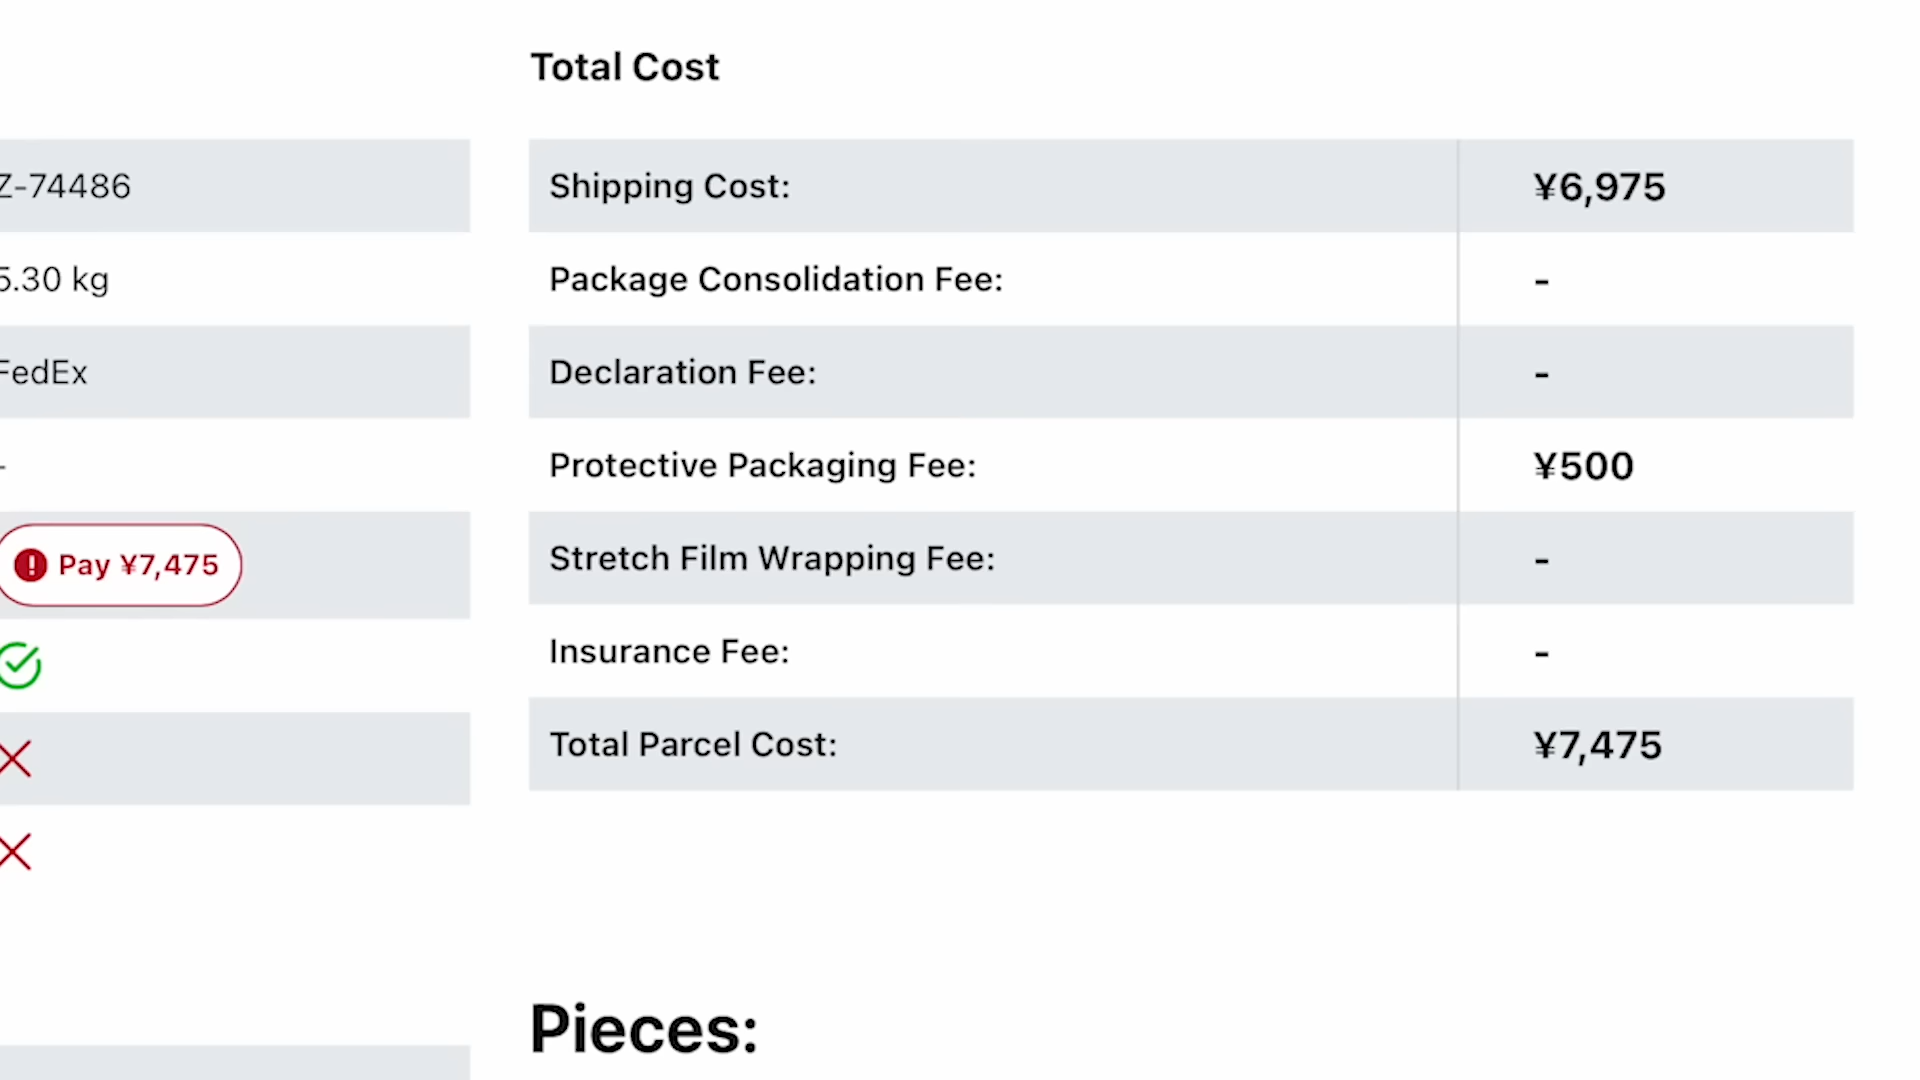 Total Cost
Z-74486
Shipping Cost: ¥6,975
5.30 kg
Package Consolidation Fee: -
FedEx
Declaration Fee: -
-
Protective Packaging Fee: ¥500
Pay ¥7,475
Stretch Film Wrapping Fee: -
Insurance Fee: -
Total Parcel Cost: ¥7,475
Pieces: